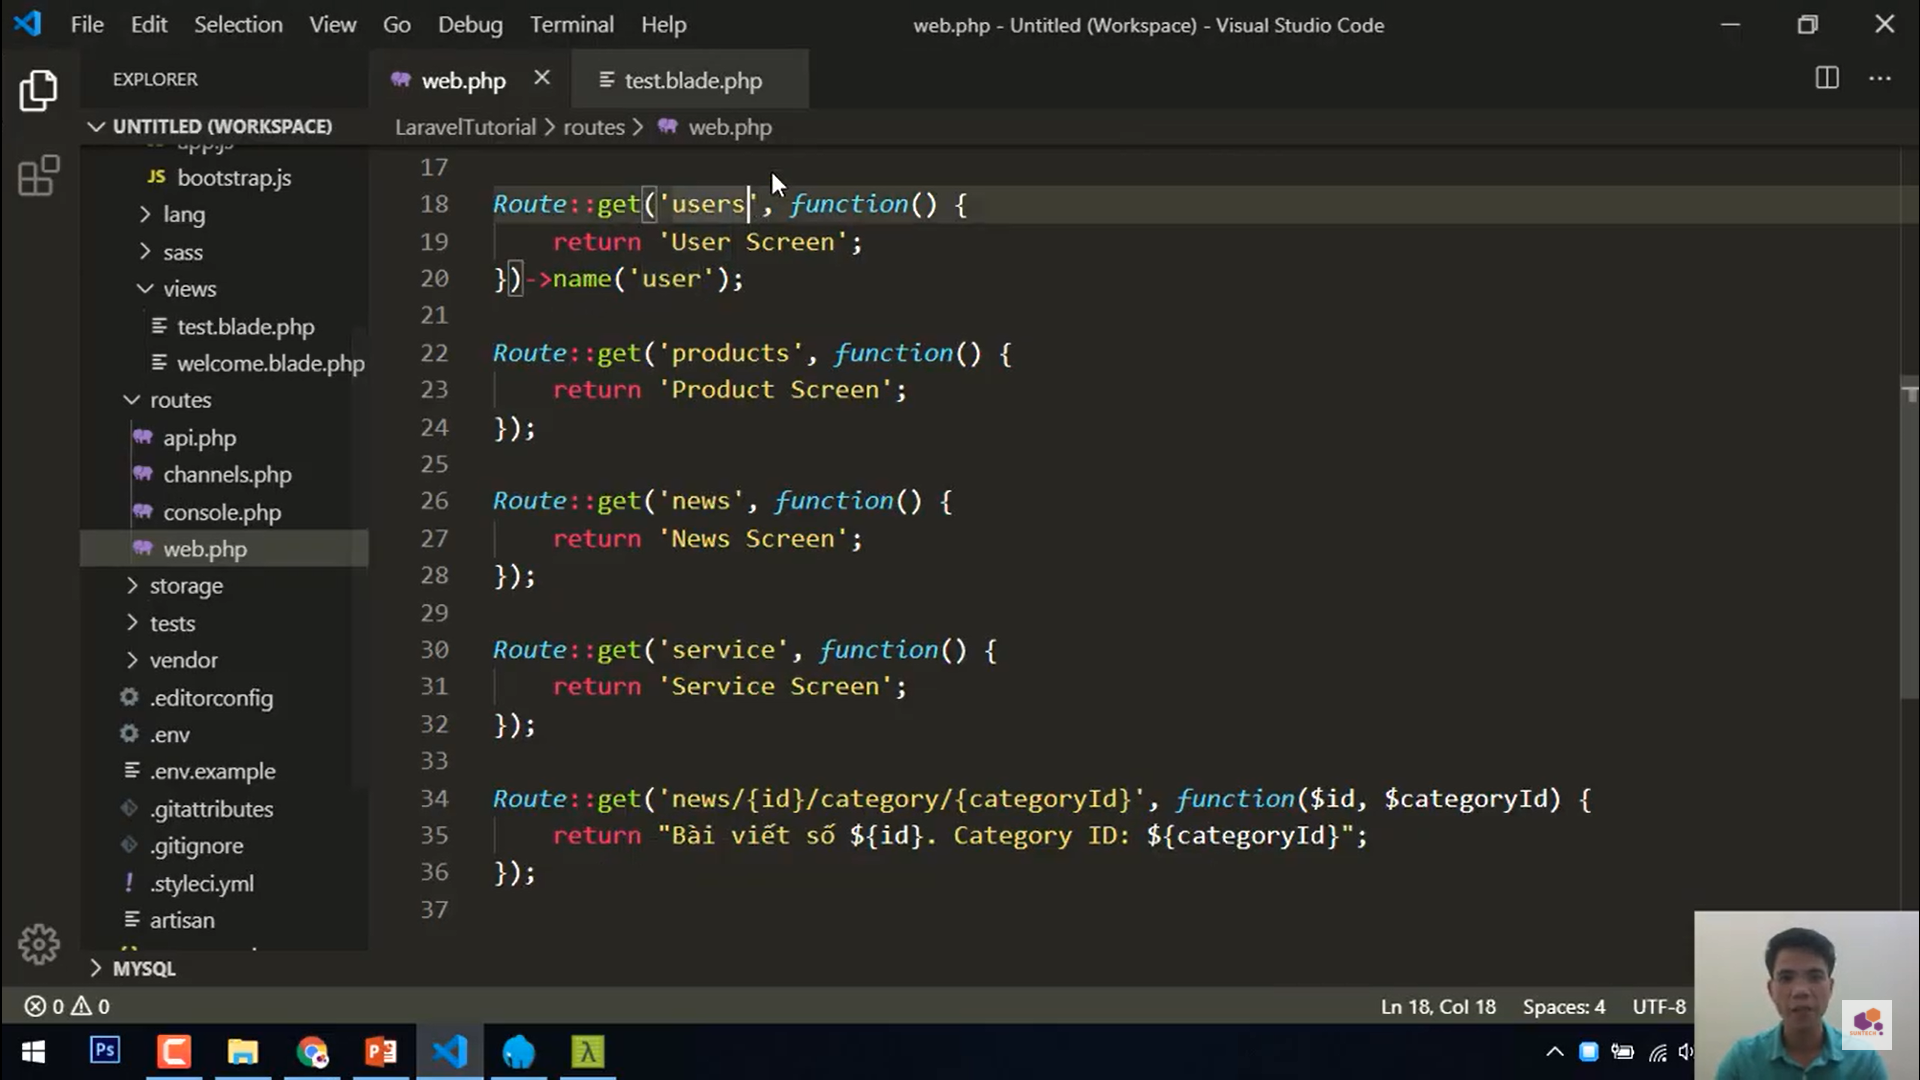 File Edit Selection View Go Debug Terminal Help
web.php - Untitled (Workspace) - Visual Studio Code
EXPLORER
web.php
test.blade.php
UNTITLED (WORKSPACE)
LaravelTutorial > routes > web.php
app.js
JS bootstrap.js
lang
sass
views
test.blade.php
welcome.blade.php
routes
api.php
channels.php
console.php
web.php
storage
tests
vendor
.editorconfig
.env
.env.example
.gitattributes
.gitignore
! .styleci.yml
artisan
MYSQL
17
18 Route::get('users', function() {
19 return 'User Screen';
20 })->name('user');
21
22 Route::get('products', function() {
23 return 'Product Screen';
24 });
25
26 Route::get('news', function() {
27 return 'News Screen';
28 });
29
30 Route::get('service', function() {
31 return 'Service Screen';
32 });
33
34 Route::get('news/{id}/category/{categoryId}', function($id, $categoryId) {
35 return "Bài viết số ${id}. Category ID: ${categoryId}";
36 });
37
0 0
Ln 18, Col 18 Spaces: 4 UTF-8
Ps
SUNTECH